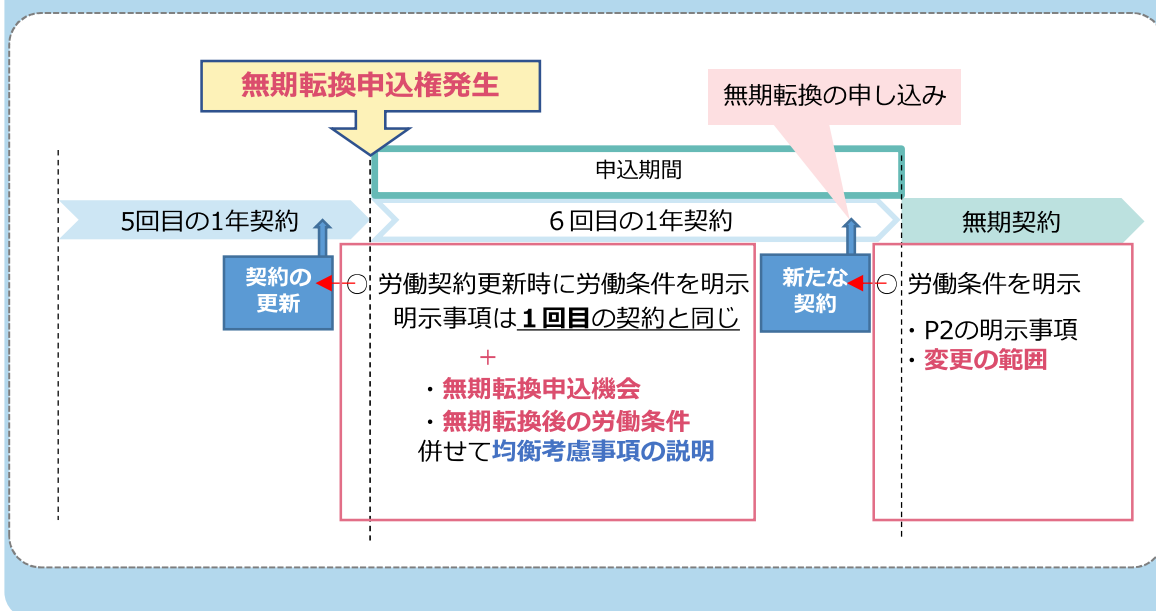 無期転換申込権発生
無期転換の申し込み
申込期間
5回目の1年契約
６回目の1年契約
無期契約
契約の
更新
○ 労働契約更新時に労働条件を明示
明示事項は１回目の契約と同じ
＋
・無期転換申込機会
・無期転換後の労働条件
併せて均衡考慮事項の説明
新たな
契約
○ 労働条件を明示
・P2の明示事項
・変更の範囲